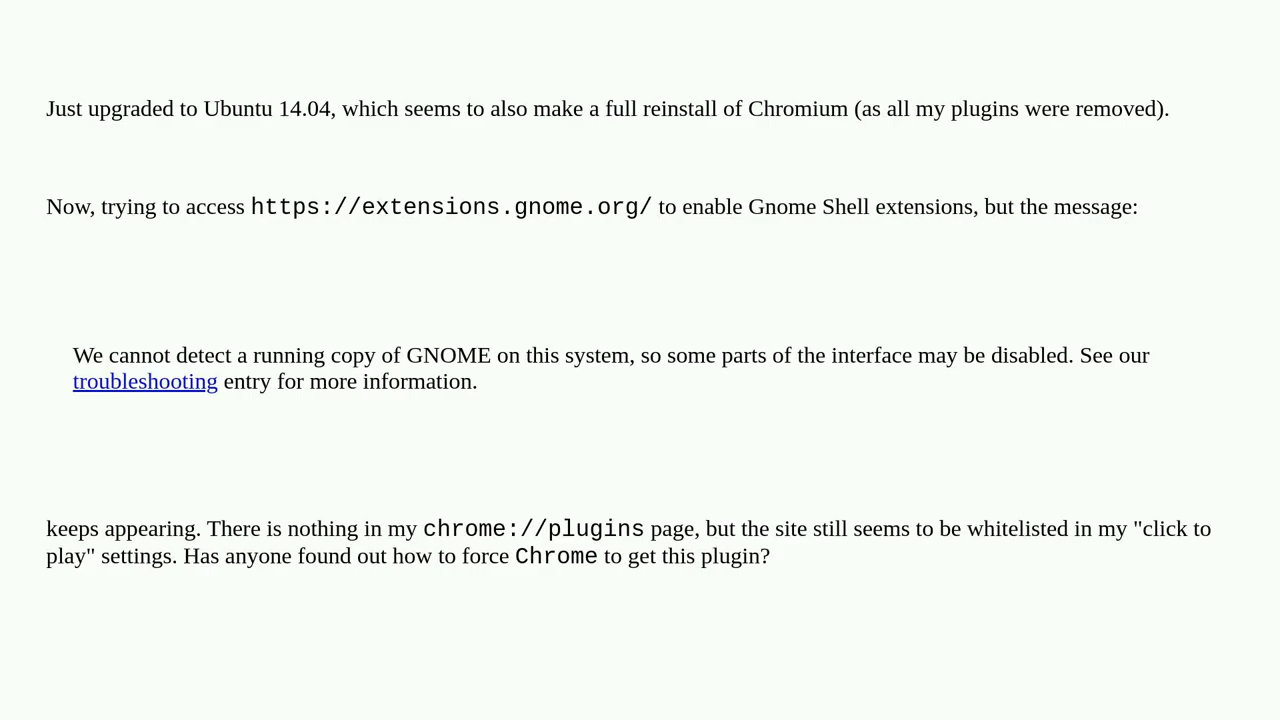 Just upgraded to Ubuntu 14.04, which seems to also make a full reinstall of Chromium (as all my plugins were removed).
Now, trying to access https://extensions.gnome.org/ to enable Gnome Shell extensions, but the message:
We cannot detect a running copy of GNOME on this system, so some parts of the interface may be disabled. See our
troubleshooting entry for more information.
keeps appearing. There is nothing in my chrome://plugins page, but the site still seems to be whitelisted in my "click to
play" settings. Has anyone found out how to force Chrome to get this plugin?